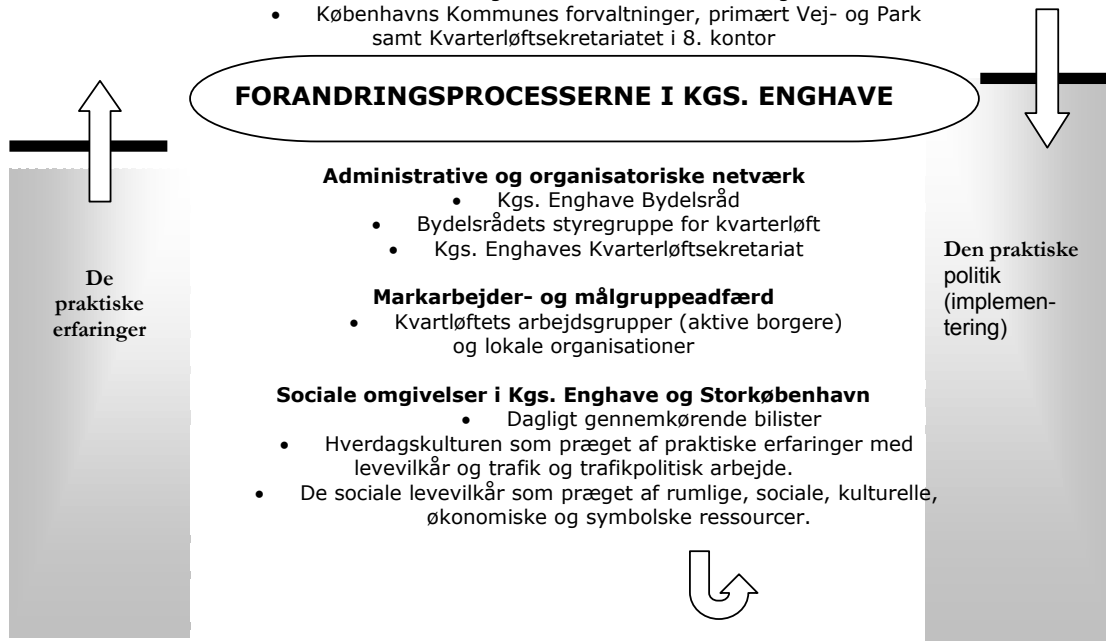 • Københavns Kommunes forvaltninger, primært Vej- og Park
samt Kvarterløftsekretariatet i 8. kontor
FORANDRINGSPROCESSERNE I KGS. ENGHAVE
Administrative og organisatoriske netværk
• Kgs. Enghave Bydelsråd
• Bydelsrådets styregruppe for kvarterløft
• Kgs. Enghaves Kvarterløftsekretariat
De
praktiske
erfaringer
Den praktiske
politik
(implemen-
tering)
Markarbejder- og målgruppeadfærd
• Kvartløftets arbejdsgrupper (aktive borgere)
og lokale organisationer
Sociale omgivelser i Kgs. Enghave og Storkøbenhavn
• Dagligt gennemkørende bilister
• Hverdagskulturen som præget af praktiske erfaringer med
levevilkår og trafik og trafikpolitisk arbejde.
• De sociale levevilkår som præget af rumlige, sociale, kulturelle,
økonomiske og symbolske ressourcer.